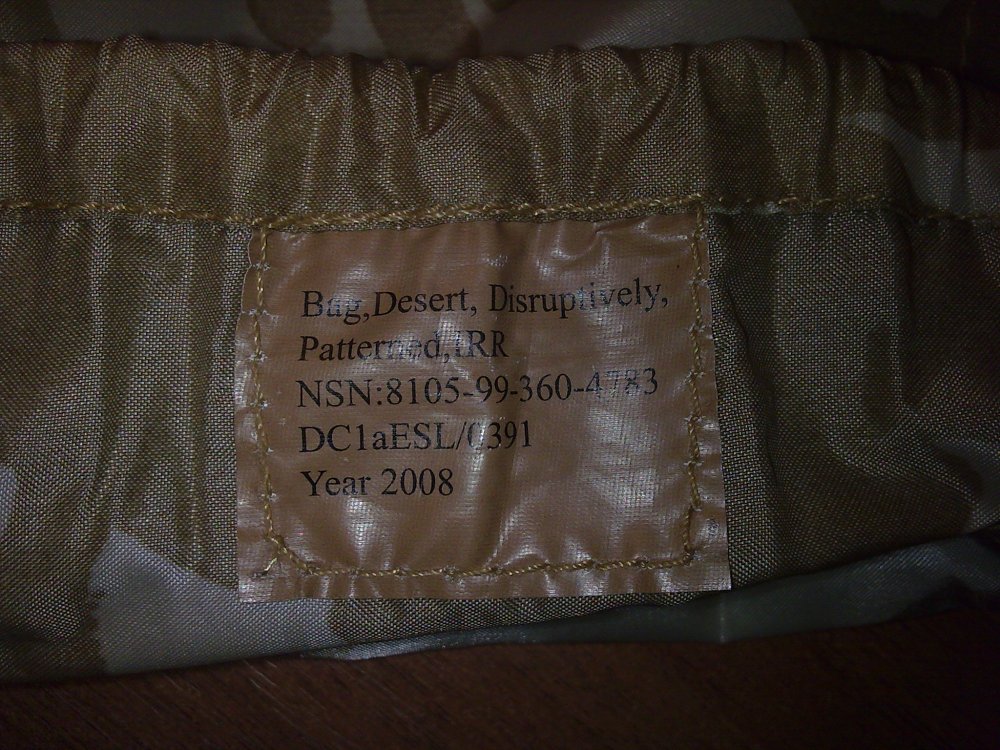 Bag,Desert, Disruptively,
Patterned,IRR
NSN:8105-99-360-4783
DC1aESL/0391
Year 2008